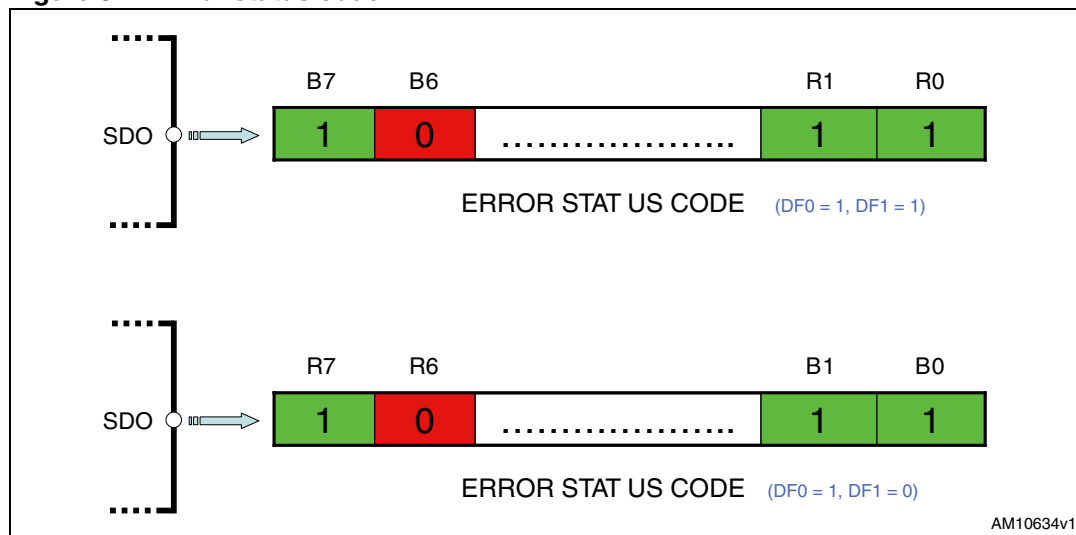 B7 B6 R1 R0
SDO 1 0 ................... 1 1
ERROR STAT US CODE (DF0 = 1, DF1 = 1)
R7 R6 B1 B0
SDO 1 0 ................... 1 1
ERROR STAT US CODE (DF0 = 1, DF1 = 0)
AM10634v1